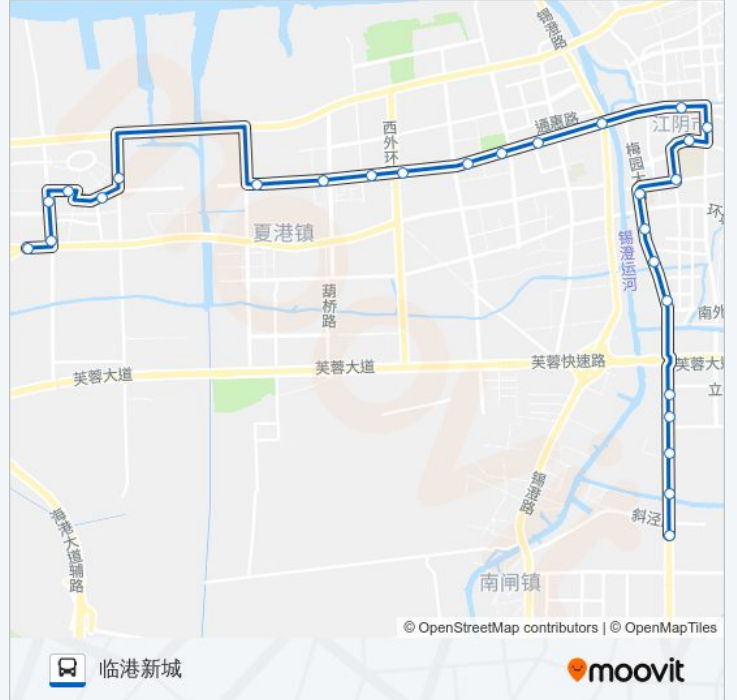 锡澄路
通惠路
江阴市
西外环
梅园大
环
夏港镇
锡澄运河
葫桥路
南外
芙蓉大道
芙蓉大道
芙蓉快速路
芙蓉大道
立
锡澄路
海港大道辅路
斜泾
南闸镇
© OpenStreetMap contributors | © OpenMapTiles
临港新城
moovit